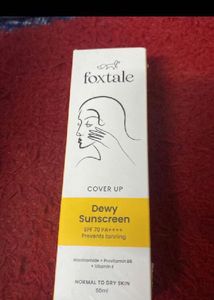 foxtale
COVER UP
Dewy
Sunscreen
SPF 70 PA++++
Prevents tanning
Niacinamide + Provitamin B5
+ Vitamin E
NORMAL TO DRY SKIN
50ml